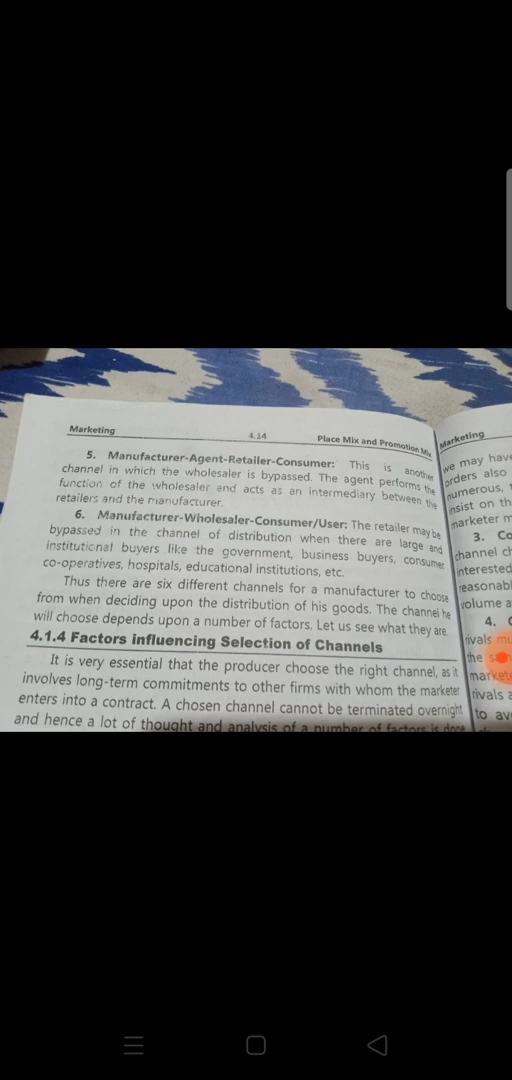 Marketing 4.14 Place Mix and Promotion Mix
5. Manufacturer-Agent-Retailer-Consumer: This is another
channel in which the wholesaler is bypassed. The agent performs the
function of the wholesaler and acts as an intermediary between the
retailers and the manufacturer.
6. Manufacturer-Wholesaler-Consumer/User: The retailer may be
bypassed in the channel of distribution when there are large and
institutional buyers like the government, business buyers, consumer
co-operatives, hospitals, educational institutions, etc.
Thus there are six different channels for a manufacturer to choose
from when deciding upon the distribution of his goods. The channel he
will choose depends upon a number of factors. Let us see what they are.
4.1.4 Factors influencing Selection of Channels
It is very essential that the producer choose the right channel, as it
involves long-term commitments to other firms with whom the marketer
enters into a contract. A chosen channel cannot be terminated overnight
and hence a lot of thought and analysis of a number of factors is done
Marketing
we may have
orders also
numerous,
insist on th
marketer m
3. Co
channel ch
interested
reasonabl
volume a
4.
rivals mu
the
market
rivals a
to av